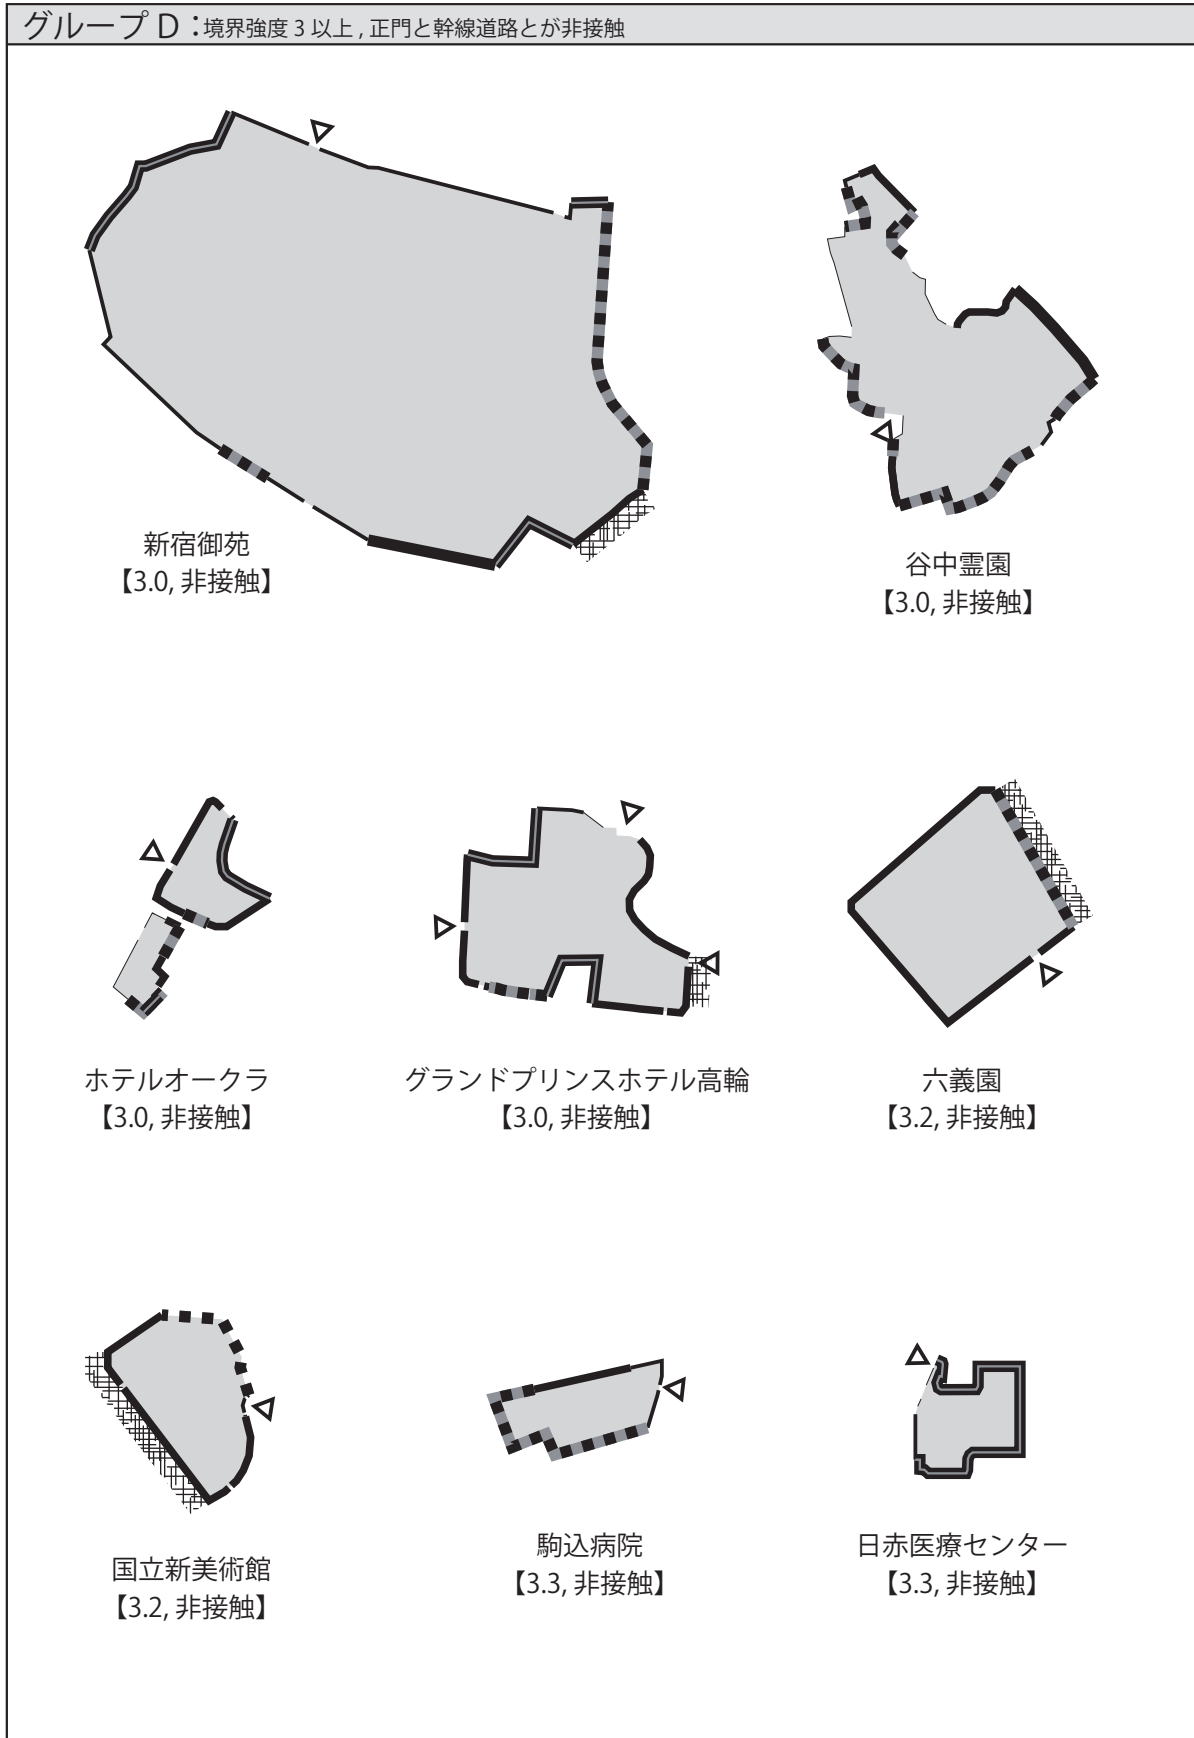 グループ D：境界強度 3 以上 , 正門と幹線道路とが非接触
新宿御苑
【3.0, 非接触】
谷中霊園
【3.0, 非接触】
ホテルオークラ
【3.0, 非接触】
グランドプリンスホテル高輪
【3.0, 非接触】
六義園
【3.2, 非接触】
国立新美術館
【3.2, 非接触】
駒込病院
【3.3, 非接触】
日赤医療センター
【3.3, 非接触】